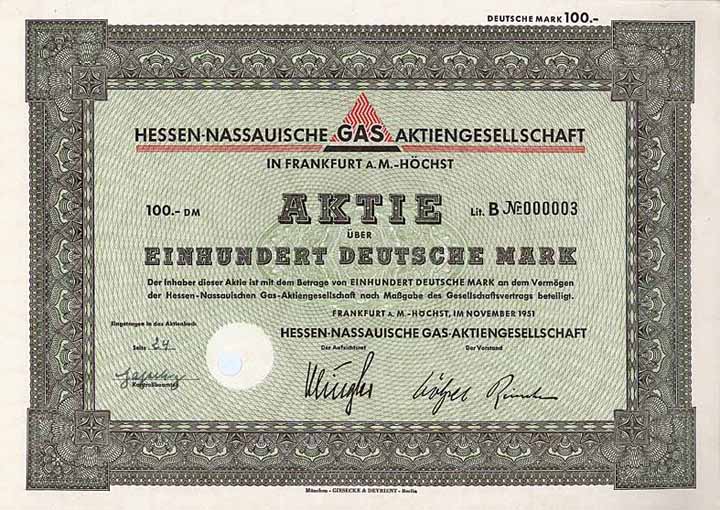 DEUTSCHE MARK 100.-
HESSEN-NASSAUISCHE GAS AKTIENGESELLSCHAFT
IN FRANKFURT A. M.-HÖCHST
100.- DM AKTIE Lit. B № 000003
ÜBER
EINHUNDERT DEUTSCHE MARK
Der Inhaber dieser Aktie ist mit dem Betrage von EINHUNDERT DEUTSCHE MARK an dem Vermögen
der Hessen-Nassauischen Gas-Aktiengesellschaft nach Maßgabe des Gesellschaftsvertrags beteiligt.
FRANKFURT A. M.-HÖCHST, IM NOVEMBER 1951
Eingetragen in das Aktienbuch
HESSEN-NASSAUISCHE GAS-AKTIENGESELLSCHAFT
Seite 24
Der Aufsichtsrat Der Vorstand
Kontrollbeamter
München - GIESECKE & DEVRIENT - Berlin